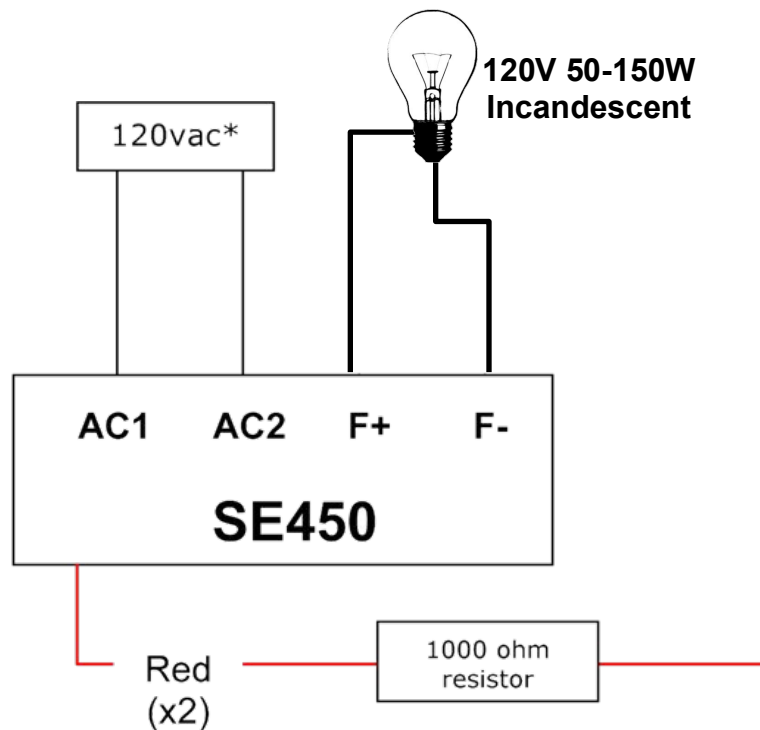 120V 50-150W
Incandescent
120vac*
AC1 AC2 F+ F-
SE450
Red
(x2)
1000 ohm
resistor